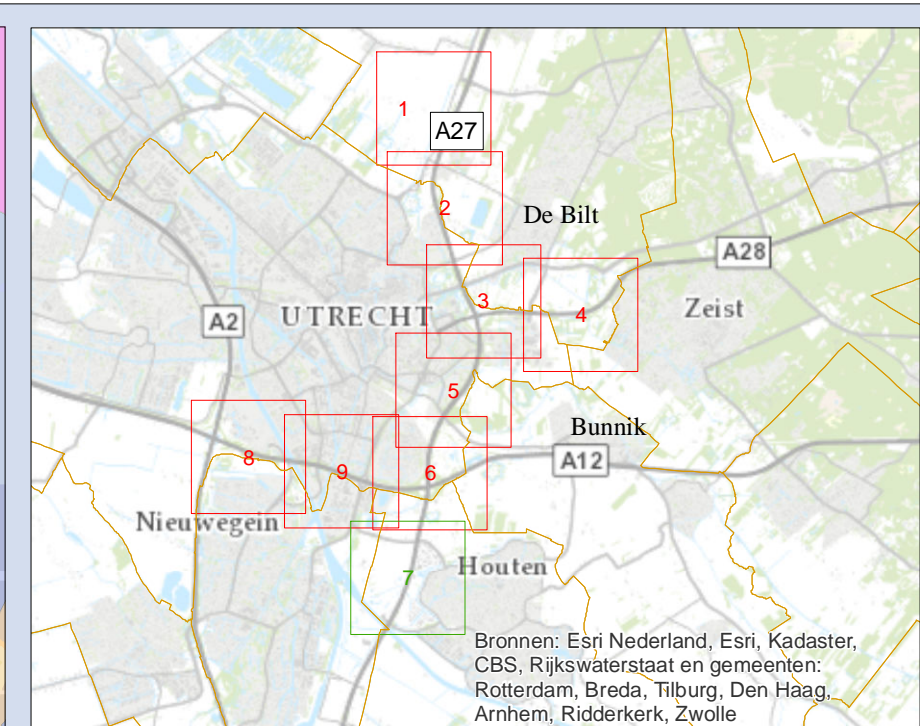 1
A27
2
De Bilt
A28
3
4
Zeist
UTRECHT
A2
5
Bunnik
8
9
6
A12
Nieuwegein
7
Houten
Bronnen: Esri Nederland, Esri, Kadaster,
CBS, Rijkswaterstaat en gemeenten:
Rotterdam, Breda, Tilburg, Den Haag,
Arnhem, Ridderkerk, Zwolle